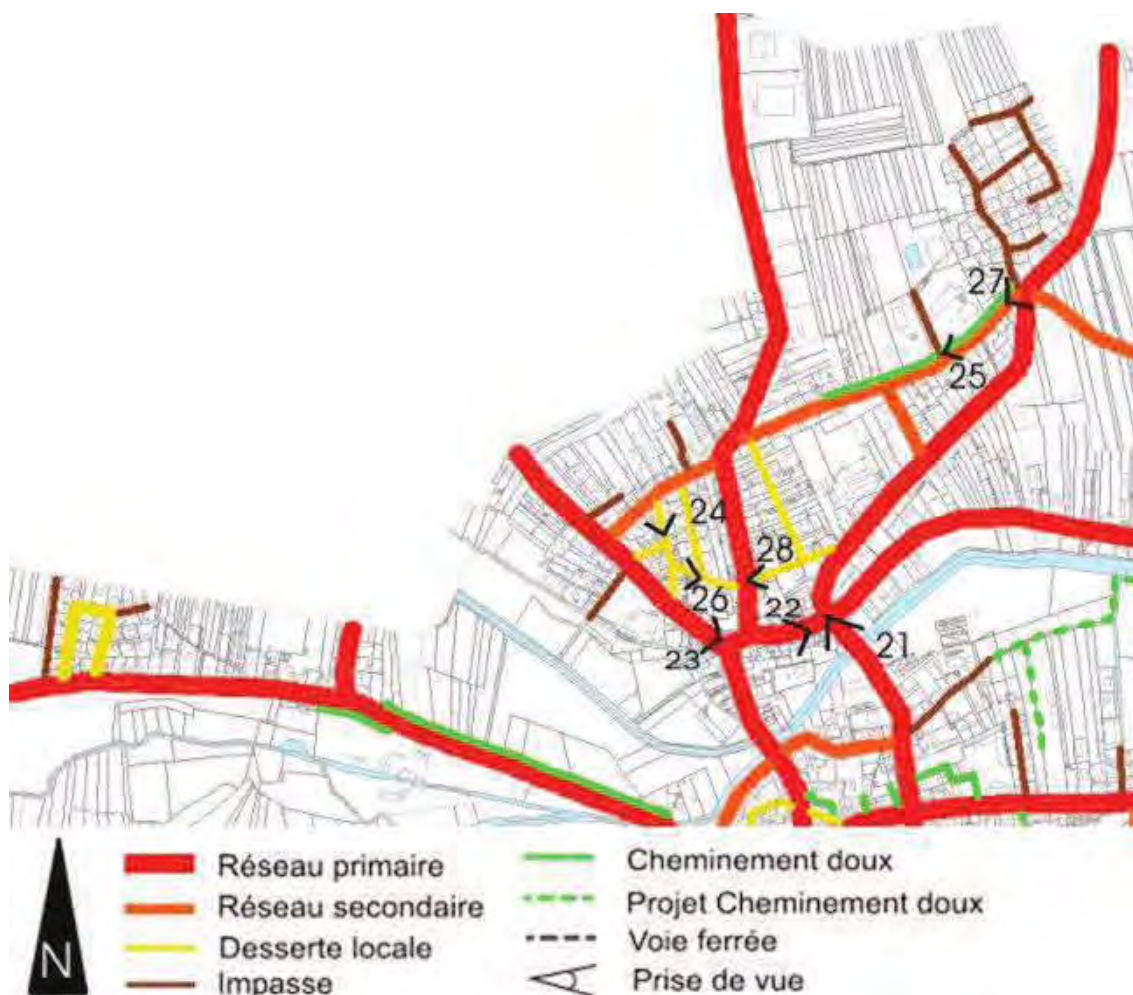 27
25
24
28
26
22
23
21
N
Réseau primaire
Réseau secondaire
Desserte locale
Impasse
Cheminement doux
Projet Cheminement doux
Voie ferrée
Prise de vue